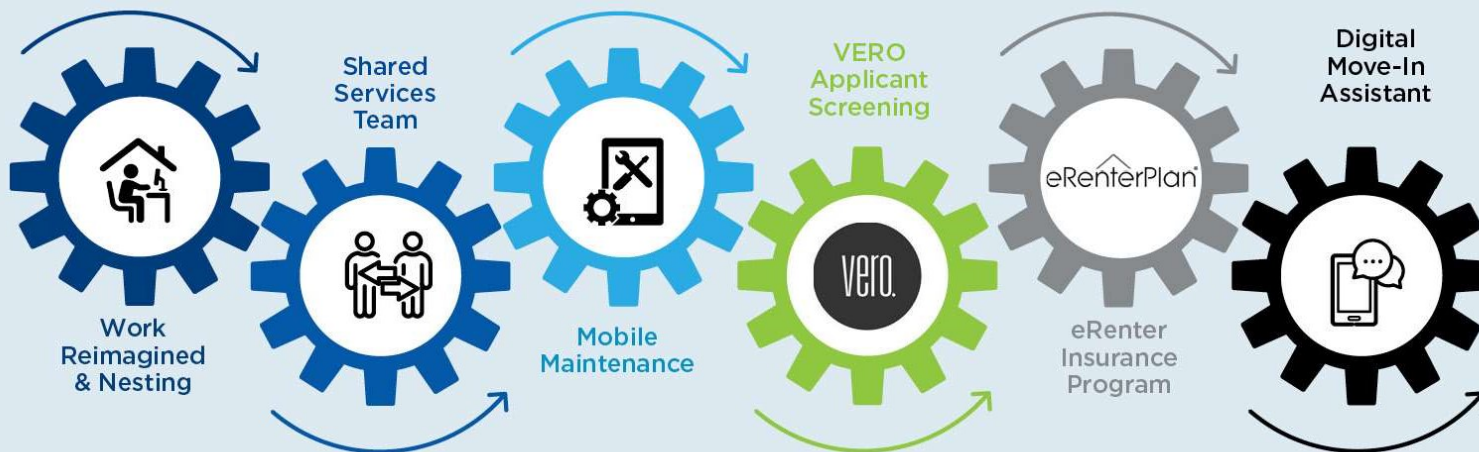 Work
Reimagined
& Nesting
Shared
Services
Team
Mobile
Maintenance
VERO
Applicant
Screening
vero.
eRenterPlan
eRenter
Insurance
Program
Digital
Move-In
Assistant